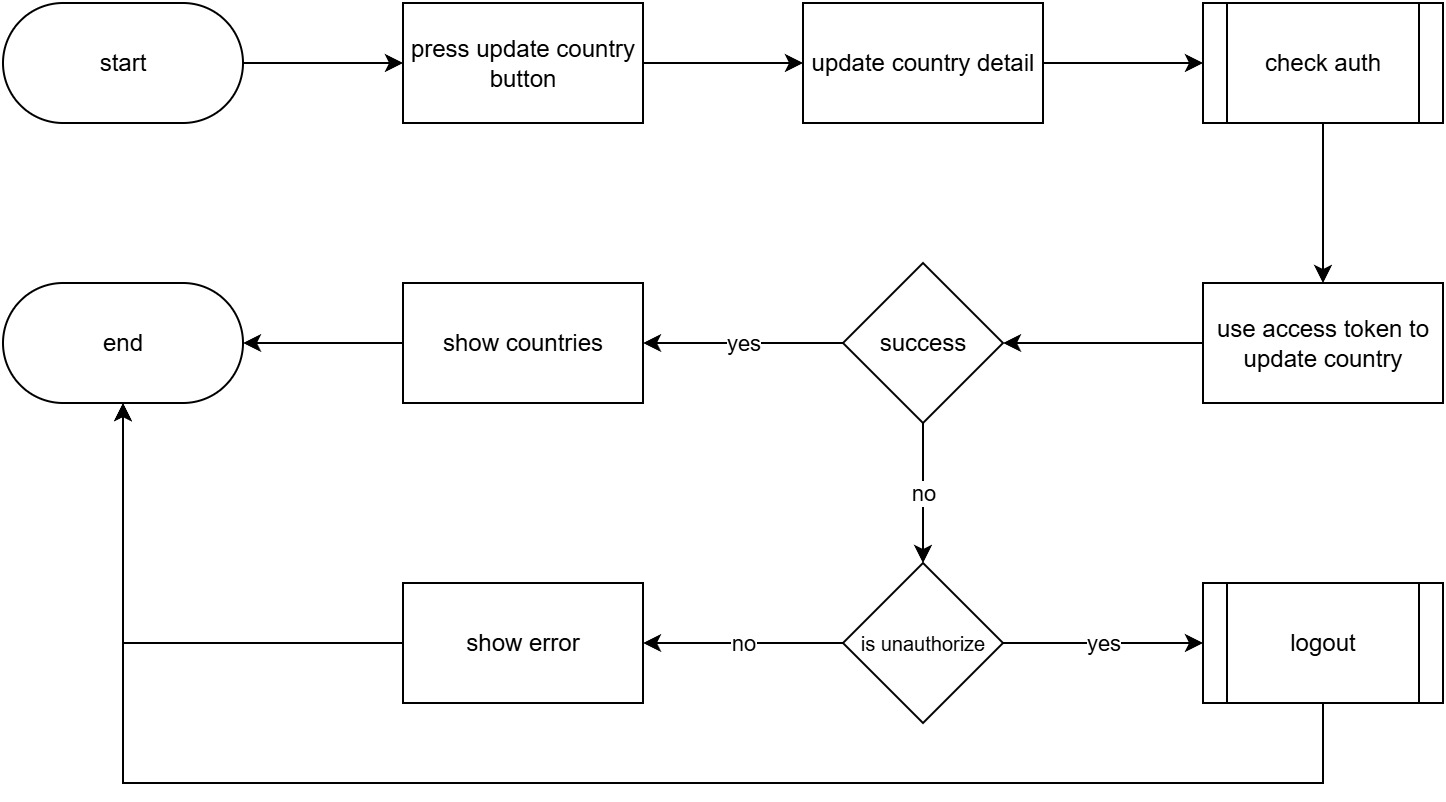 start
press update country
button
update country detail
check auth
end
show countries
yes
success
use access token to
update country
no
show error
no
is unauthorize
yes
logout